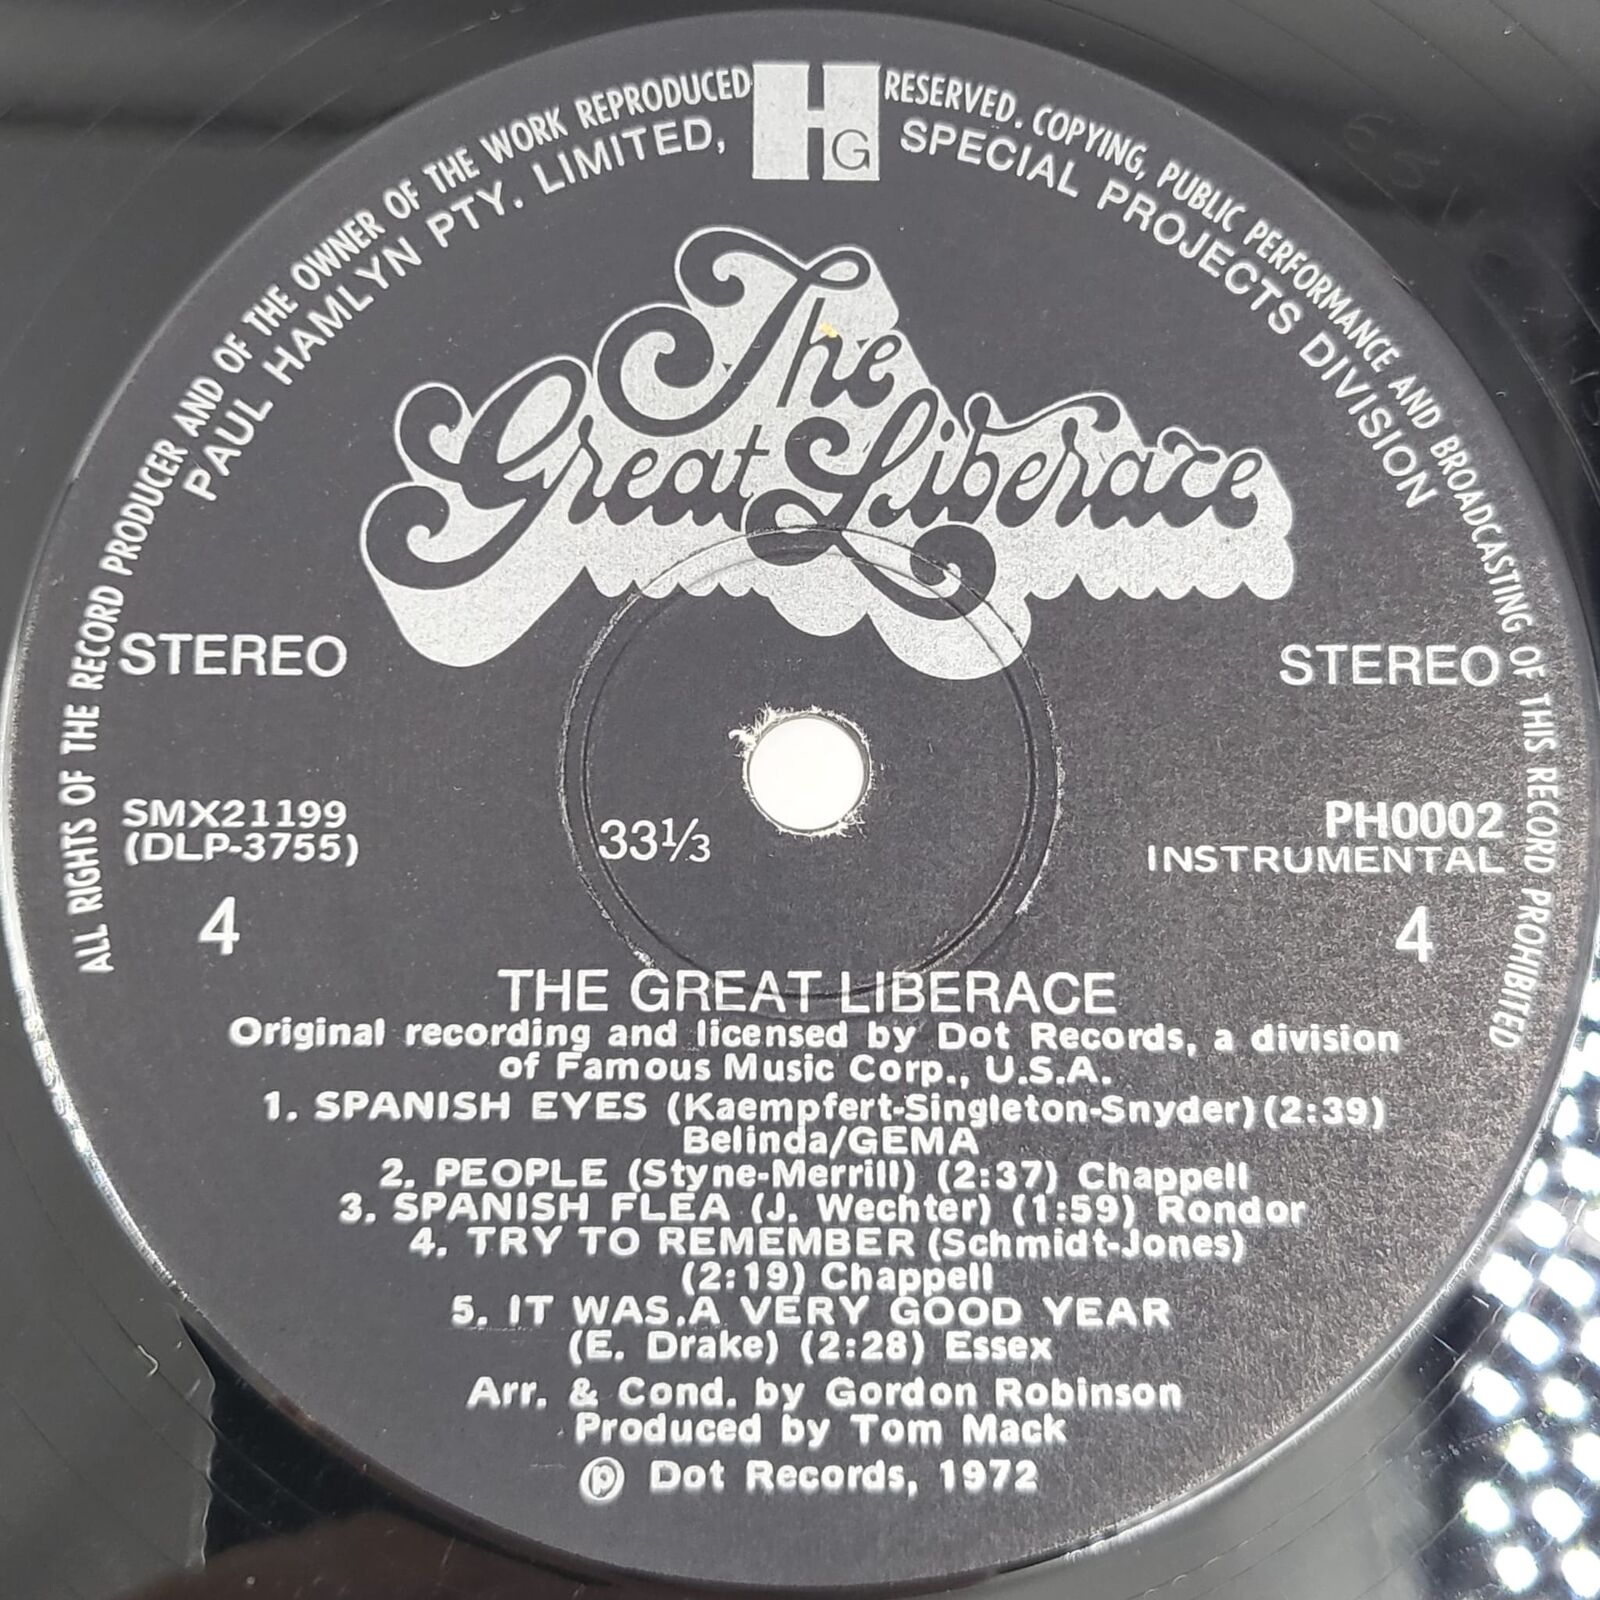 ALL RIGHTS OF THE RECORD PRODUCER AND OF THE OWNER OF THE WORK REPRODUCED RESERVED. COPYING, PUBLIC PERFORMANCE AND BROADCASTING OF THIS RECORD PROHIBITED
PAUL HAMLYN PTY. LIMITED, SPECIAL PROJECTS DIVISION
HG
The
Great Liberace
STEREO STEREO
SMX21199 PH0002
(DLP-3755) 33⅓ INSTRUMENTAL
4 4
THE GREAT LIBERACE
Original recording and licensed by Dot Records, a division
of Famous Music Corp., U.S.A.
1. SPANISH EYES (Kaempfert-Singleton-Snyder) (2:39)
Belinda/GEMA
2. PEOPLE (Styne-Merrill) (2:37) Chappell
3. SPANISH FLEA (J. Wechter) (1:59) Rondor
4. TRY TO REMEMBER (Schmidt-Jones)
(2:19) Chappell
5. IT WAS.A VERY GOOD YEAR
(E. Drake) (2:28) Essex
Arr. & Cond. by Gordon Robinson
Produced by Tom Mack
℗ Dot Records, 1972